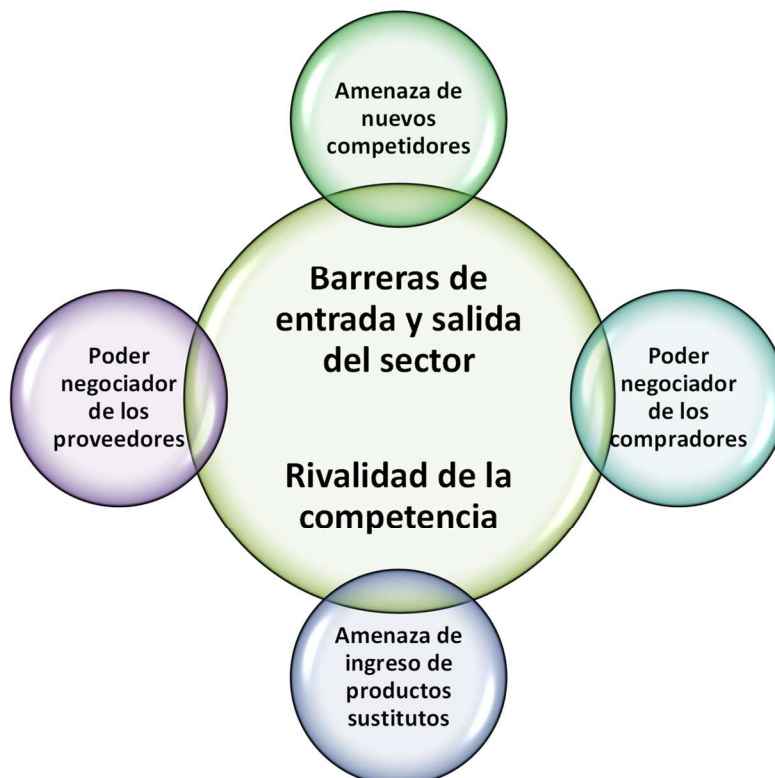 Amenaza de
nuevos
competidores
Barreras de
entrada y salida
del sector
Poder
negociador
de los
proveedores
Poder
negociador
de los
compradores
Rivalidad de la
competencia
Amenaza de
ingreso de
productos
sustitutos